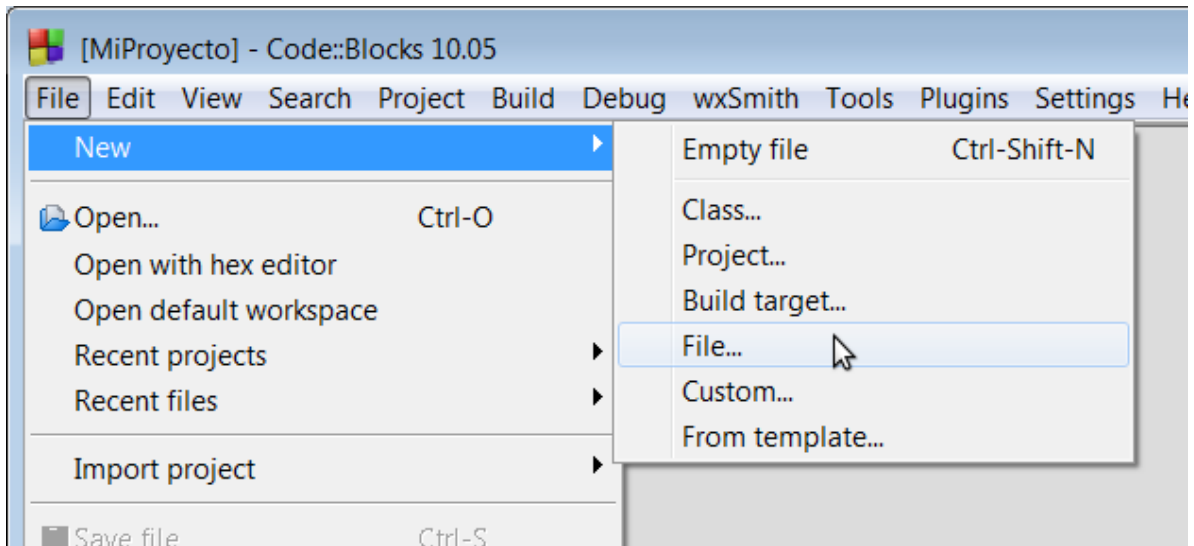 [MiProyecto] - Code::Blocks 10.05
File Edit View Search Project Build Debug wxSmith Tools Plugins Settings He
New
Empty file Ctrl-Shift-N
Open... Ctrl-O
Class...
Open with hex editor
Project...
Open default workspace
Build target...
Recent projects
File...
Recent files
Custom...
From template...
Import project
Save file Ctrl-S